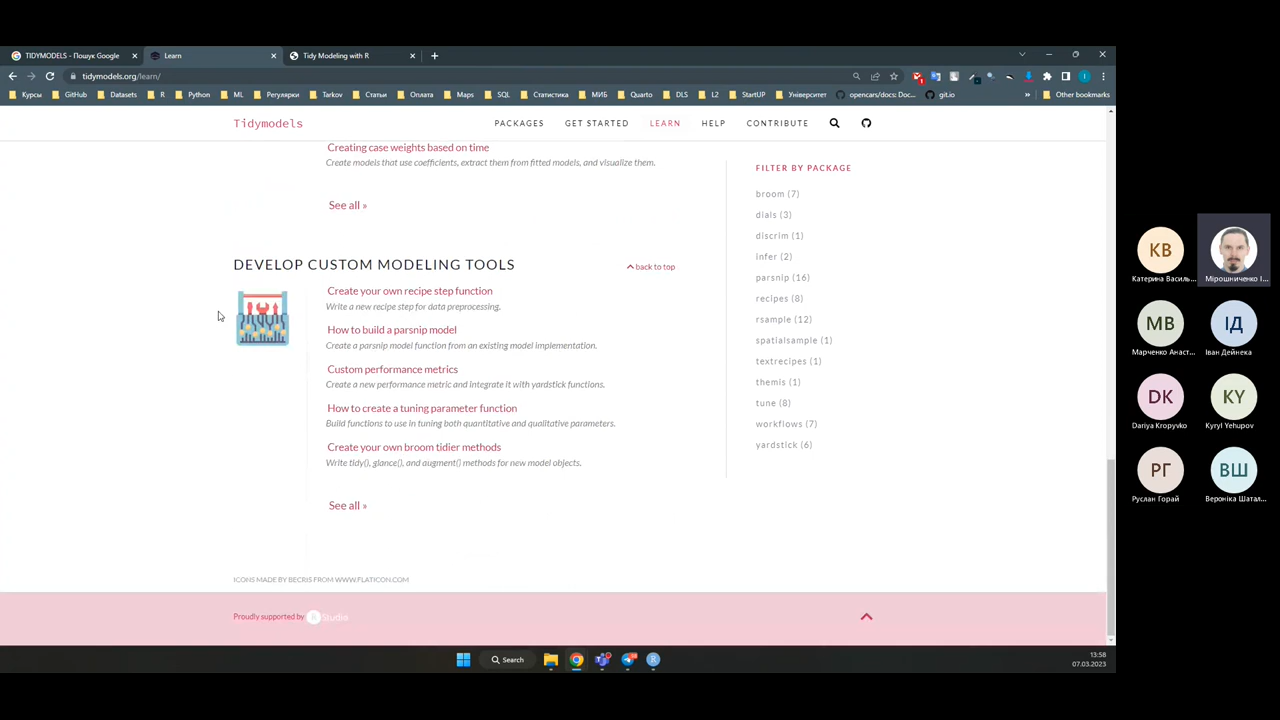 TIDYMODELS - Пошук Google
Learn
Tidy Modeling with R
tidymodels.org/learn/
Курсы
GitHub
Datasets
R
Python
ML
Регулярки
Tarkov
Статьи
Оплата
Maps
SQL
Статистика
МИБ
Quarto
DLS
L2
StartUP
Університет
opencars/docs: Doc...
git.io
»
Other bookmarks
Tidymodels
PACKAGES
GET STARTED
LEARN
HELP
CONTRIBUTE
Creating case weights based on time
Create models that use coefficients, extract them from fitted models, and visualize them.
See all »
DEVELOP CUSTOM MODELING TOOLS
back to top
Create your own recipe step function
Write a new recipe step for data preprocessing.
How to build a parsnip model
Create a parsnip model function from an existing model implementation.
Custom performance metrics
Create a new performance metric and integrate it with yardstick functions.
How to create a tuning parameter function
Build functions to use in tuning both quantitative and qualitative parameters.
Create your own broom tidier methods
Write tidy(), glance(), and augment() methods for new model objects.
See all »
FILTER BY PACKAGE
broom (7)
dials (3)
discrim (1)
infer (2)
parsnip (16)
recipes (8)
rsample (12)
spatialsample (1)
textrecipes (1)
themis (1)
tune (8)
workflows (7)
yardstick (6)
ICONS MADE BY BECRIS FROM WWW.FLATICON.COM
Proudly supported by R Studio
Search
13:58
07.03.2023
КВ
Катерина Василь...
Мірошниченко І...
МВ
Марченко Анаст...
ІД
Іван Дейнека
DK
Dariya Kropyvko
KY
Kyryl Yehupov
РГ
Руслан Горай
ВШ
Вероніка Шатал...